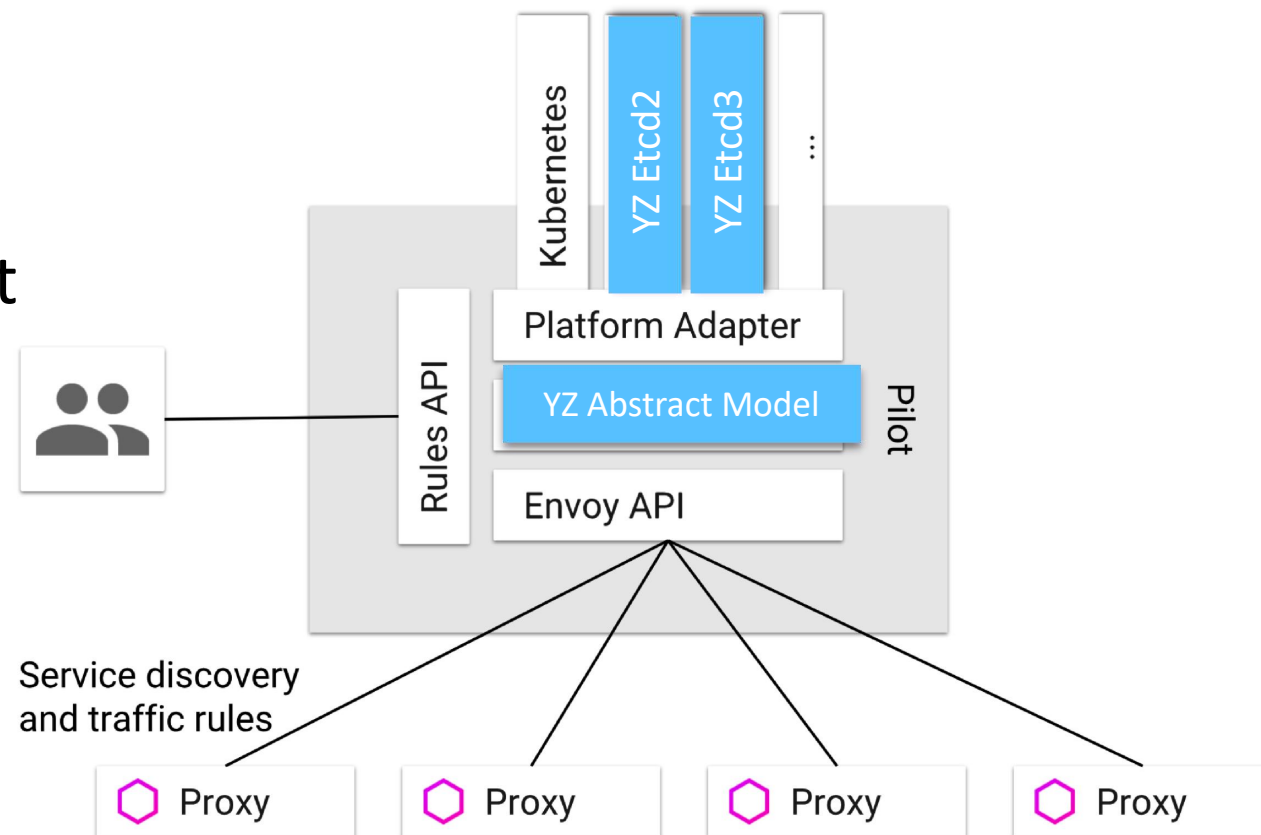 t
Kubernetes
YZ Etcd2
YZ Etcd3
...
Platform Adapter
Rules API
YZ Abstract Model
Pilot
Envoy API
Service discovery
and traffic rules
Proxy
Proxy
Proxy
Proxy